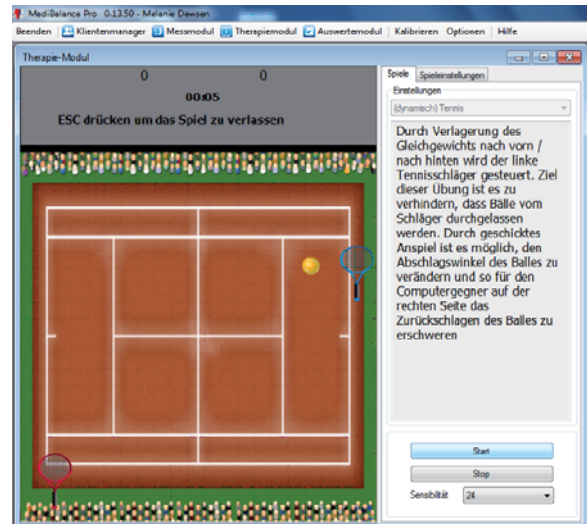 MediBalance Pro 0.13.50 - Melanie Dawsen
Beenden Klientenmanager Messmodul Therapiemodul Auswertemodul Kalibrieren Optionen Hilfe
Therapie-Modul
0 0
00:05
ESC drücken um das Spiel zu verlassen
Spiele Spieleinstellungen
Einstellungen
(dynamisch) Tennis
Durch Verlagerung des
Gleichgewichts nach vorn /
nach hinten wird der linke
Tennisschläger gesteuert. Ziel
dieser Übung ist es zu
verhindern, dass Bälle vom
Schläger durchgelassen
werden. Durch geschicktes
Anspiel ist es möglich, den
Abschlagswinkel des Balles zu
verändern und so für den
Computergegner auf der
rechten Seite das
Zurückschlagen des Balles zu
erschweren
Start
Stop
Sensibilität 24